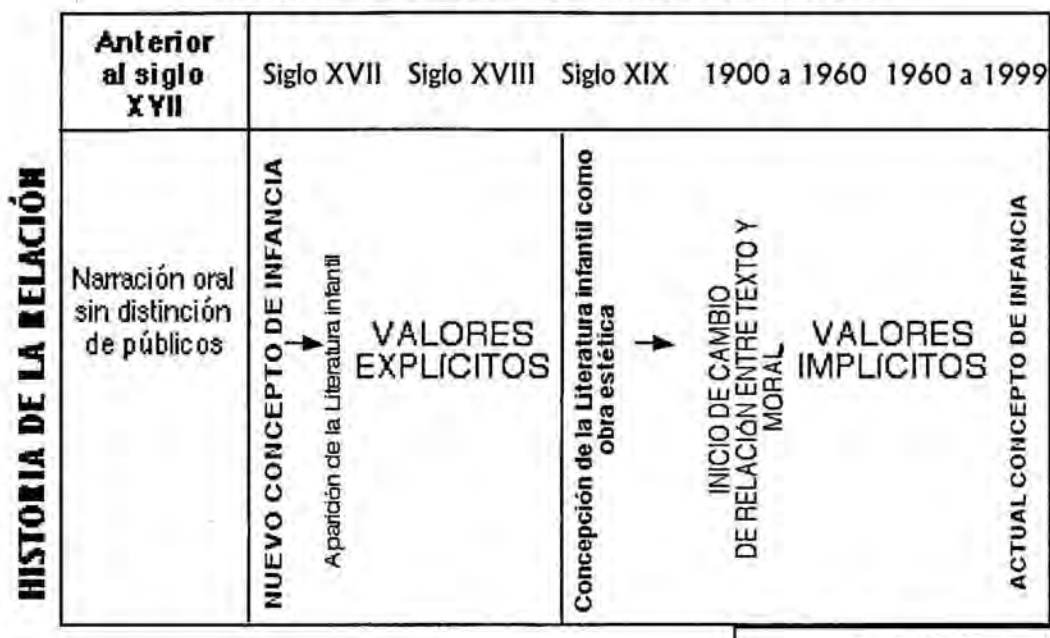 HISTORIA DE LA RELACIÓN
Anterior
al siglo
XVII
Siglo XVII
Siglo XVIII
Siglo XIX
1900 a 1960
1960 a 1999
Narración oral
sin distinción
de públicos
NUEVO CONCEPTO DE INFANCIA
Aparición de la Literatura infantil
VALORES
EXPLÍCITOS
Concepción de la Literatura infantil como
obra estética
INICIO DE CAMBIO
DE RELACIÓN ENTRE TEXTO Y
MORAL
VALORES
IMPLÍCITOS
ACTUAL CONCEPTO DE INFANCIA